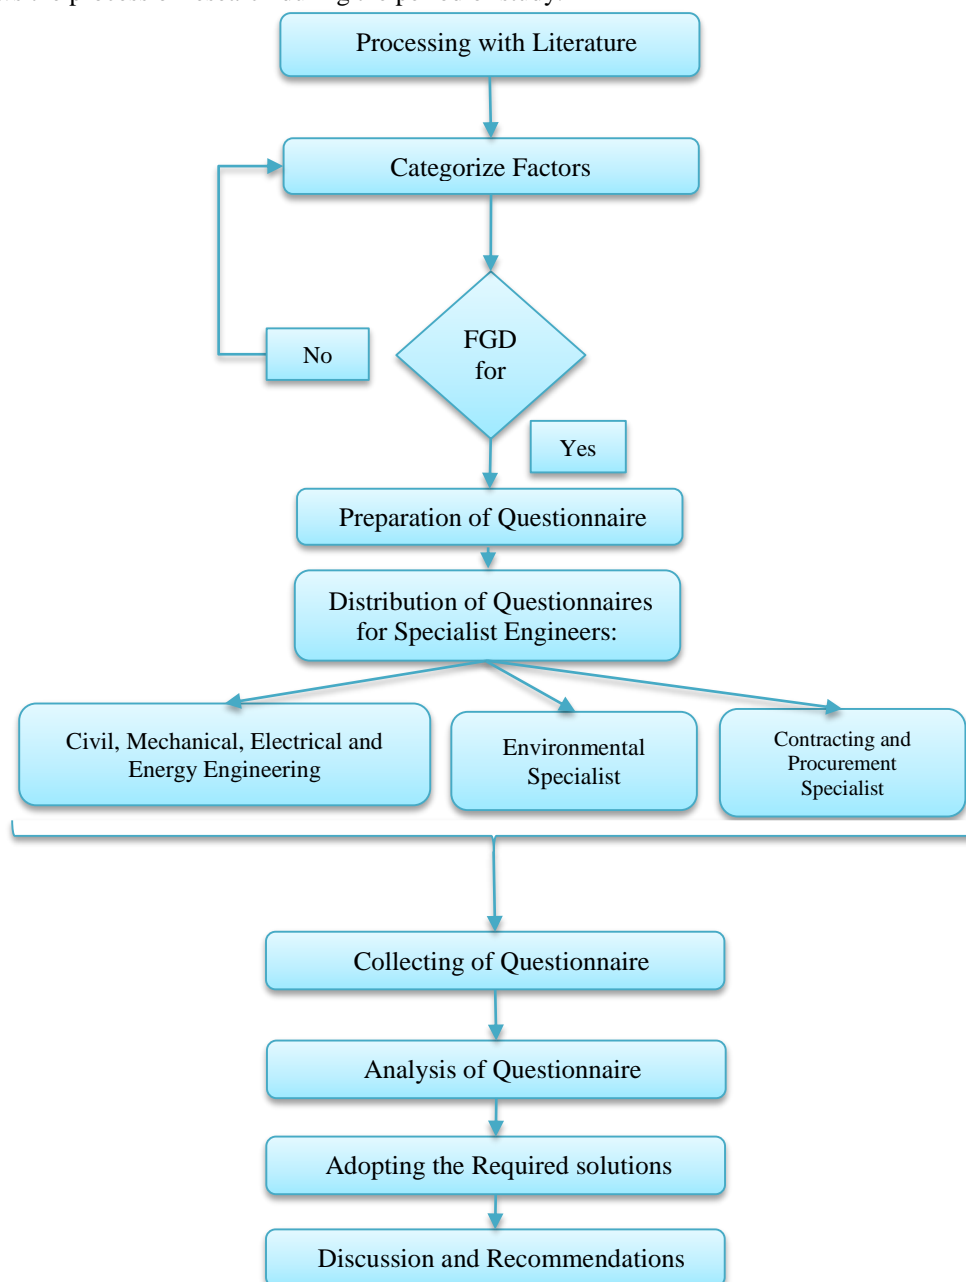 Processing with Literature
Categorize Factors
FGD
for
No
Yes
Preparation of Questionnaire
Distribution of Questionnaires
for Specialist Engineers:
Civil, Mechanical, Electrical and
Energy Engineering
Environmental
Specialist
Contracting and
Procurement
Specialist
Collecting of Questionnaire
Analysis of Questionnaire
Adopting the Required solutions
Discussion and Recommendations